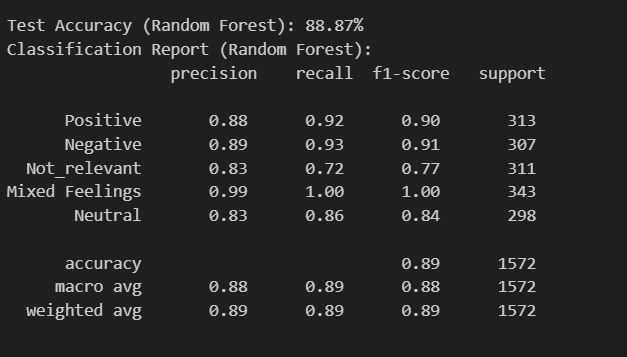 Test Accuracy (Random Forest): 88.87%
Classification Report (Random Forest):
precision recall f1-score support
Positive 0.88 0.92 0.90 313
Negative 0.89 0.93 0.91 307
Not_relevant 0.83 0.72 0.77 311
Mixed Feelings 0.99 1.00 1.00 343
Neutral 0.83 0.86 0.84 298
accuracy 0.89 1572
macro avg 0.88 0.89 0.88 1572
weighted avg 0.89 0.89 0.89 1572